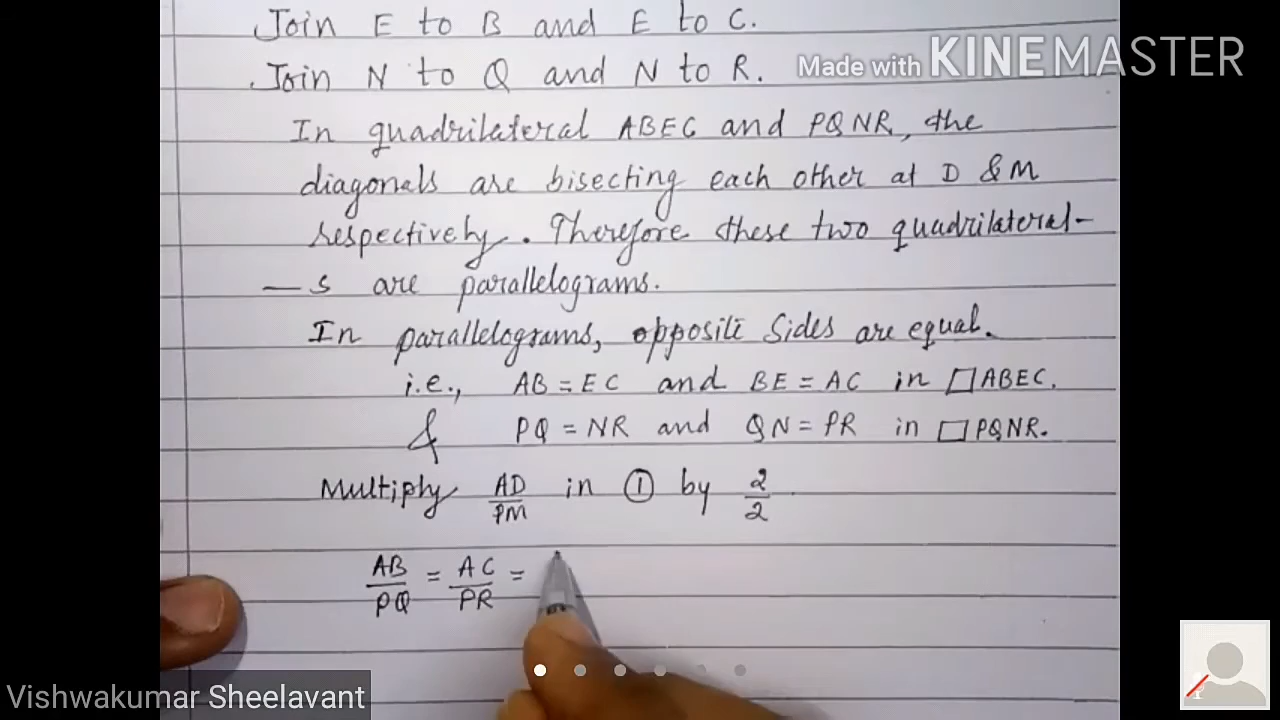 Join E to B and E to C.
Made with KINEMASTER
Join N to Q and N to R.
In quadrilateral ABEC and PQNR, the
diagonals are bisecting each other at D & M
respectively. Therefore these two quadrilateral-
— s are parallelograms.
In parallelograms, opposite sides are equal.
i.e., AB = EC and BE = AC in □ABEC.
& PQ = NR and QN = PR in □PQNR.
Multiply AD/PM in ① by 2/2
AB/PQ = AC/PR =
Vishwakumar Sheelavant